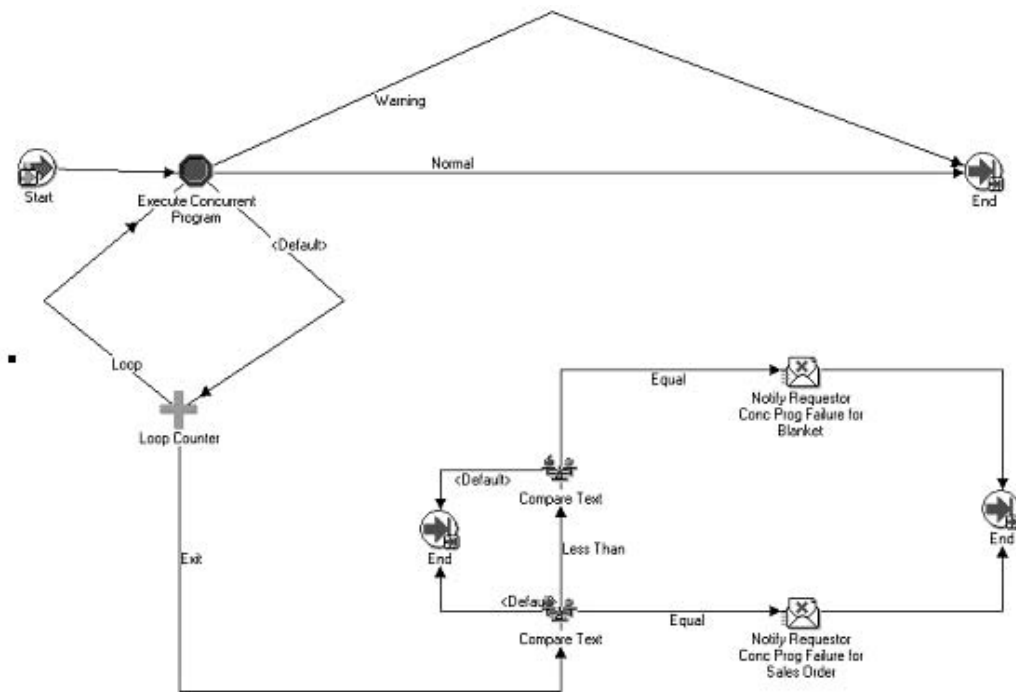 Warning
Normal
Start
Execute Concurrent
Program
End
<Default>
Loop
Loop Counter
Equal
Notify Requestor
Conc Prog Failure for
Blanket
<Default>
Compare Text
End
End
Exit
Less Than
<Default>
Equal
Compare Text
Notify Requestor
Conc Prog Failure for
Sales Order